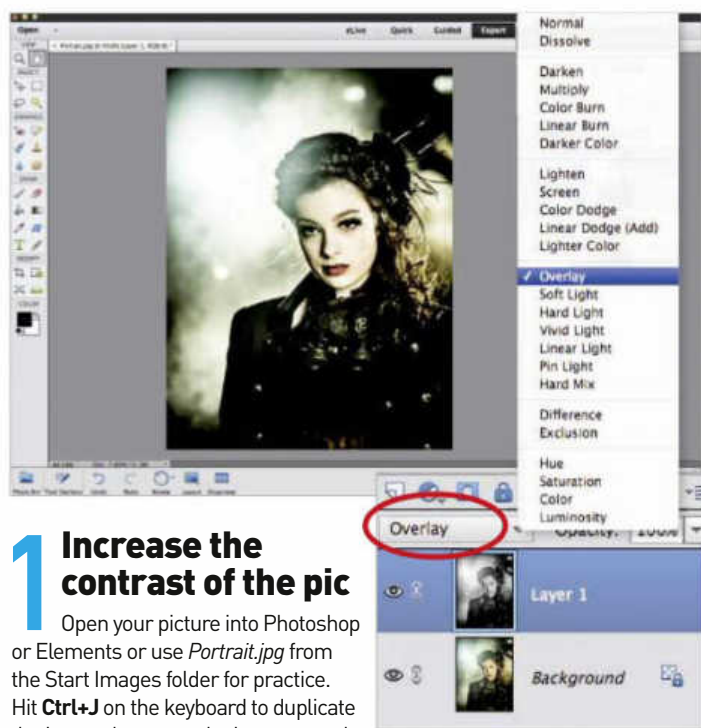 Open
eLive Quick Guided Expert
Normal
Dissolve
Darken
Multiply
Color Burn
Linear Burn
Darker Color
Lighten
Screen
Color Dodge
Linear Dodge (Add)
Lighter Color
✓ Overlay
Soft Light
Hard Light
Vivid Light
Linear Light
Pin Light
Hard Mix
Difference
Exclusion
Hue
Saturation
Color
Luminosity
Overlay
Opacity: 100%
Layer 1
Background
1 Increase the
contrast of the pic
Open your picture into Photoshop
or Elements or use Portrait.jpg from
the Start Images folder for practice.
Hit Ctrl+J on the keyboard to duplicate